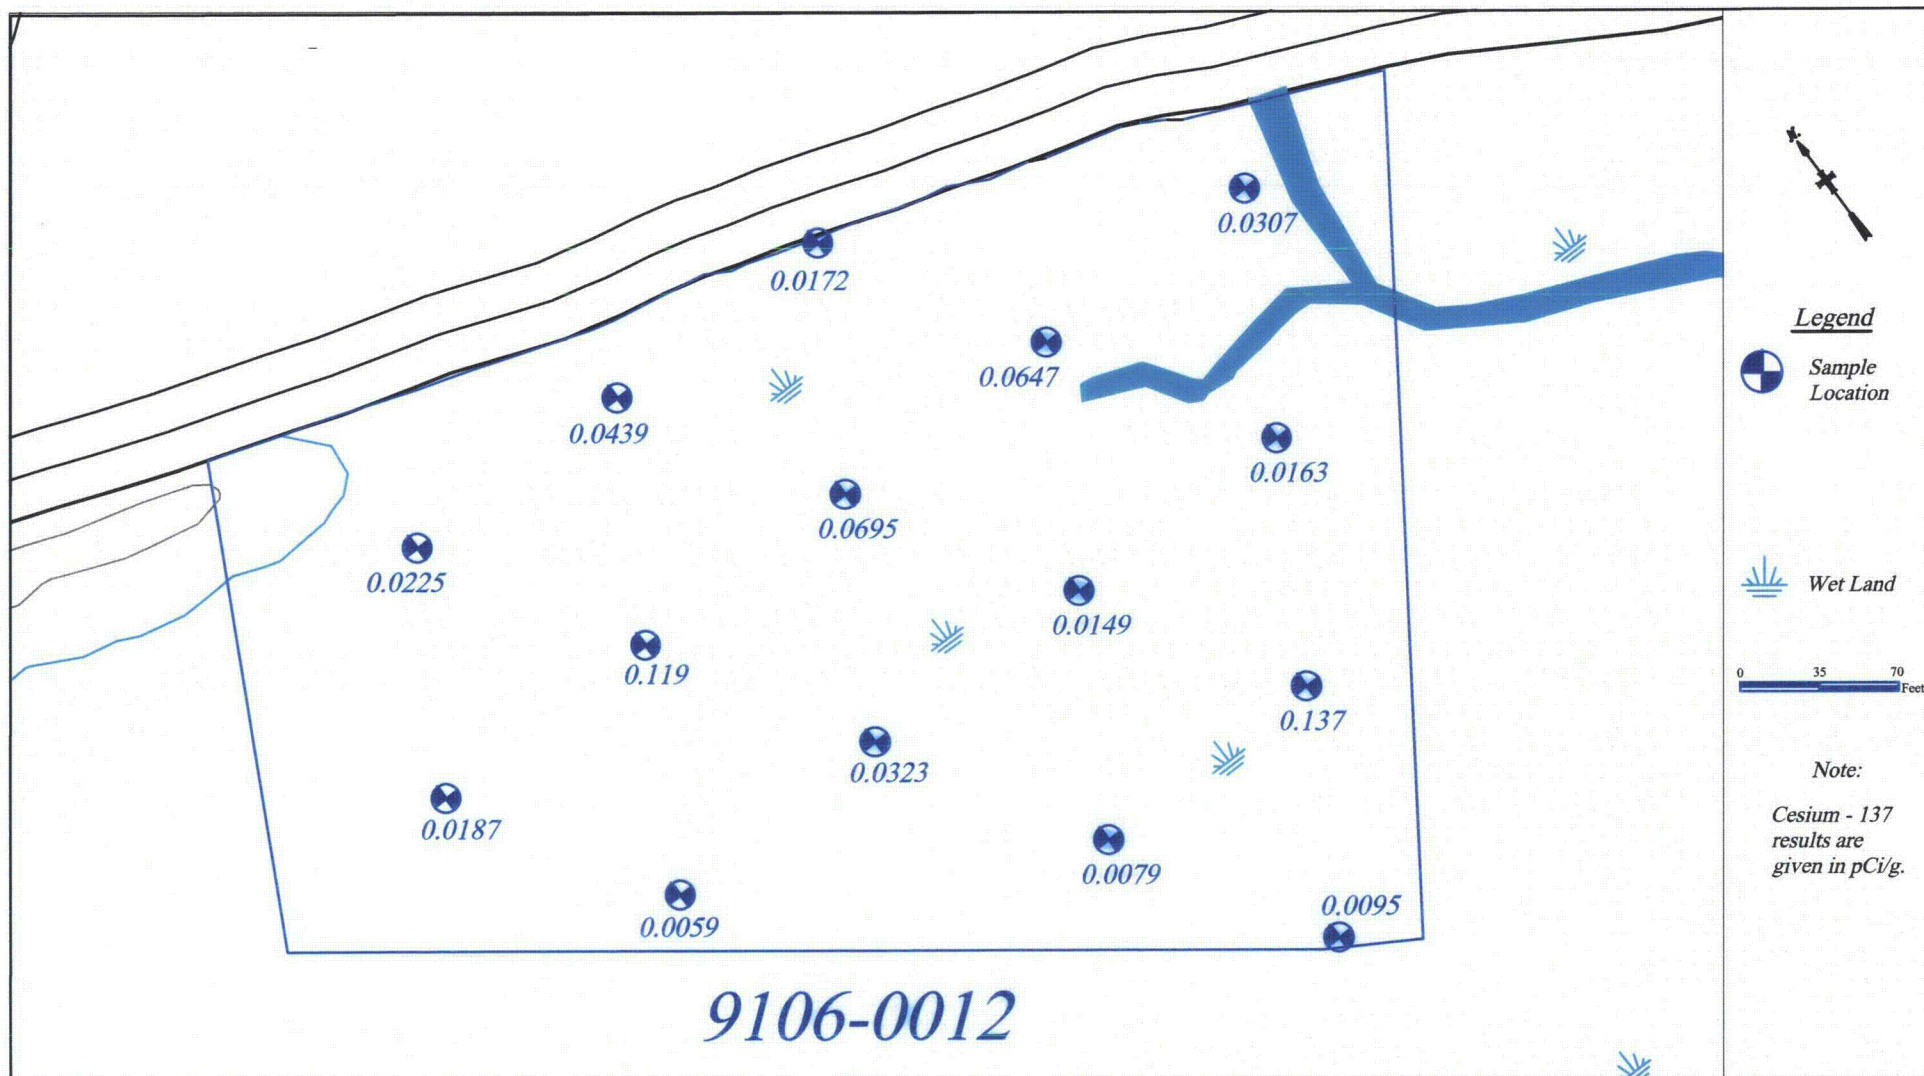 0.0307
0.0172
0.0647
0.0439
0.0163
0.0695
0.0225
0.0149
0.119
0.137
0.0323
0.0187
0.0079
0.0059
0.0095
9106-0012
Legend
Sample
Location
Wet Land
0 35 70
Feet
Note:
Cesium - 137
results are
given in pCi/g.